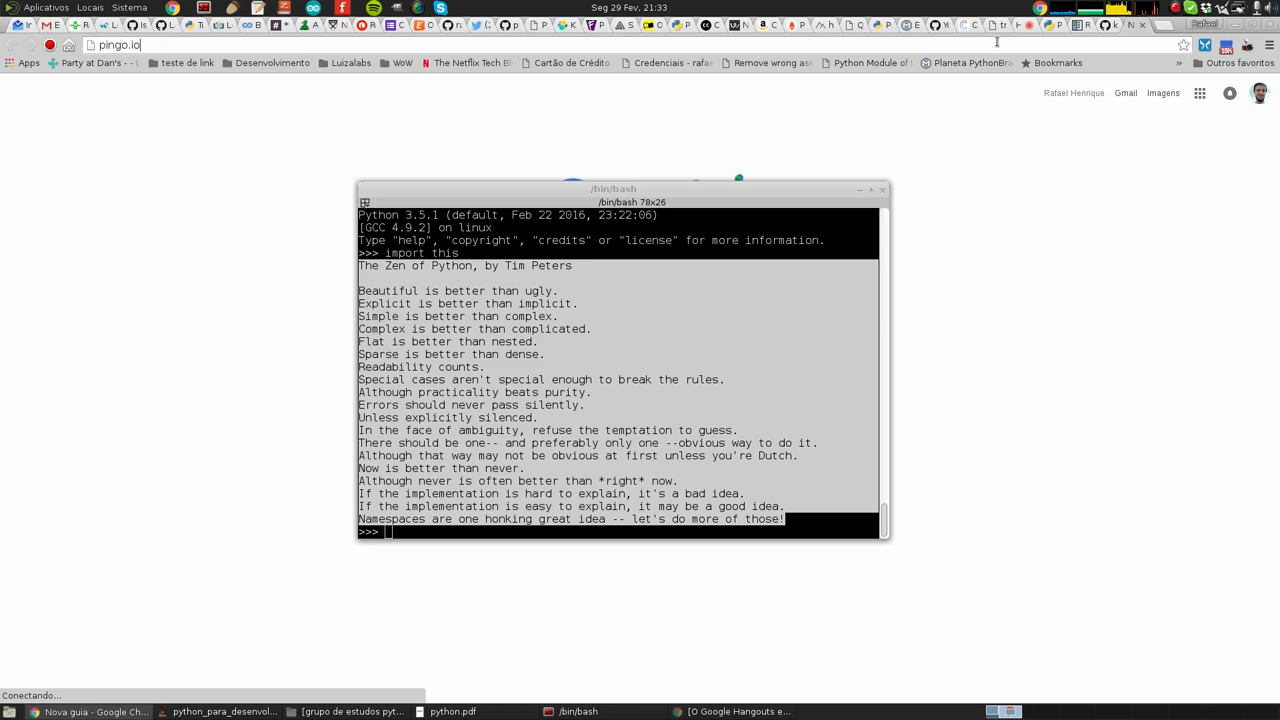 Aplicativos Locais Sistema
Seg 29 Fev, 21:33
Rafael
pingo.io
Apps
Party at Dan's - - L
teste de link
Desenvolvimento
Luizalabs
WoW
The Netflix Tech Bl
Cartão de Crédito
Credenciais - rafae
Remove wrong ass
Python Module of
Planeta PythonBra
Bookmarks
»
Outros favoritos
Rafael Henrique
Gmail
Imagens
/bin/bash
/bin/bash 78x26
Python 3.5.1 (default, Feb 22 2016, 23:22:06)
[GCC 4.9.2] on linux
Type "help", "copyright", "credits" or "license" for more information.
>>> import this
The Zen of Python, by Tim Peters
Beautiful is better than ugly.
Explicit is better than implicit.
Simple is better than complex.
Complex is better than complicated.
Flat is better than nested.
Sparse is better than dense.
Readability counts.
Special cases aren't special enough to break the rules.
Although practicality beats purity.
Errors should never pass silently.
Unless explicitly silenced.
In the face of ambiguity, refuse the temptation to guess.
There should be one-- and preferably only one --obvious way to do it.
Although that way may not be obvious at first unless you're Dutch.
Now is better than never.
Although never is often better than *right* now.
If the implementation is hard to explain, it's a bad idea.
If the implementation is easy to explain, it may be a good idea.
Namespaces are one honking great idea -- let's do more of those!
>>>
Conectando...
Nova guia - Google Ch...
python_para_desenvol...
[grupo de estudos pyt...
python.pdf
/bin/bash
[O Google Hangouts e...